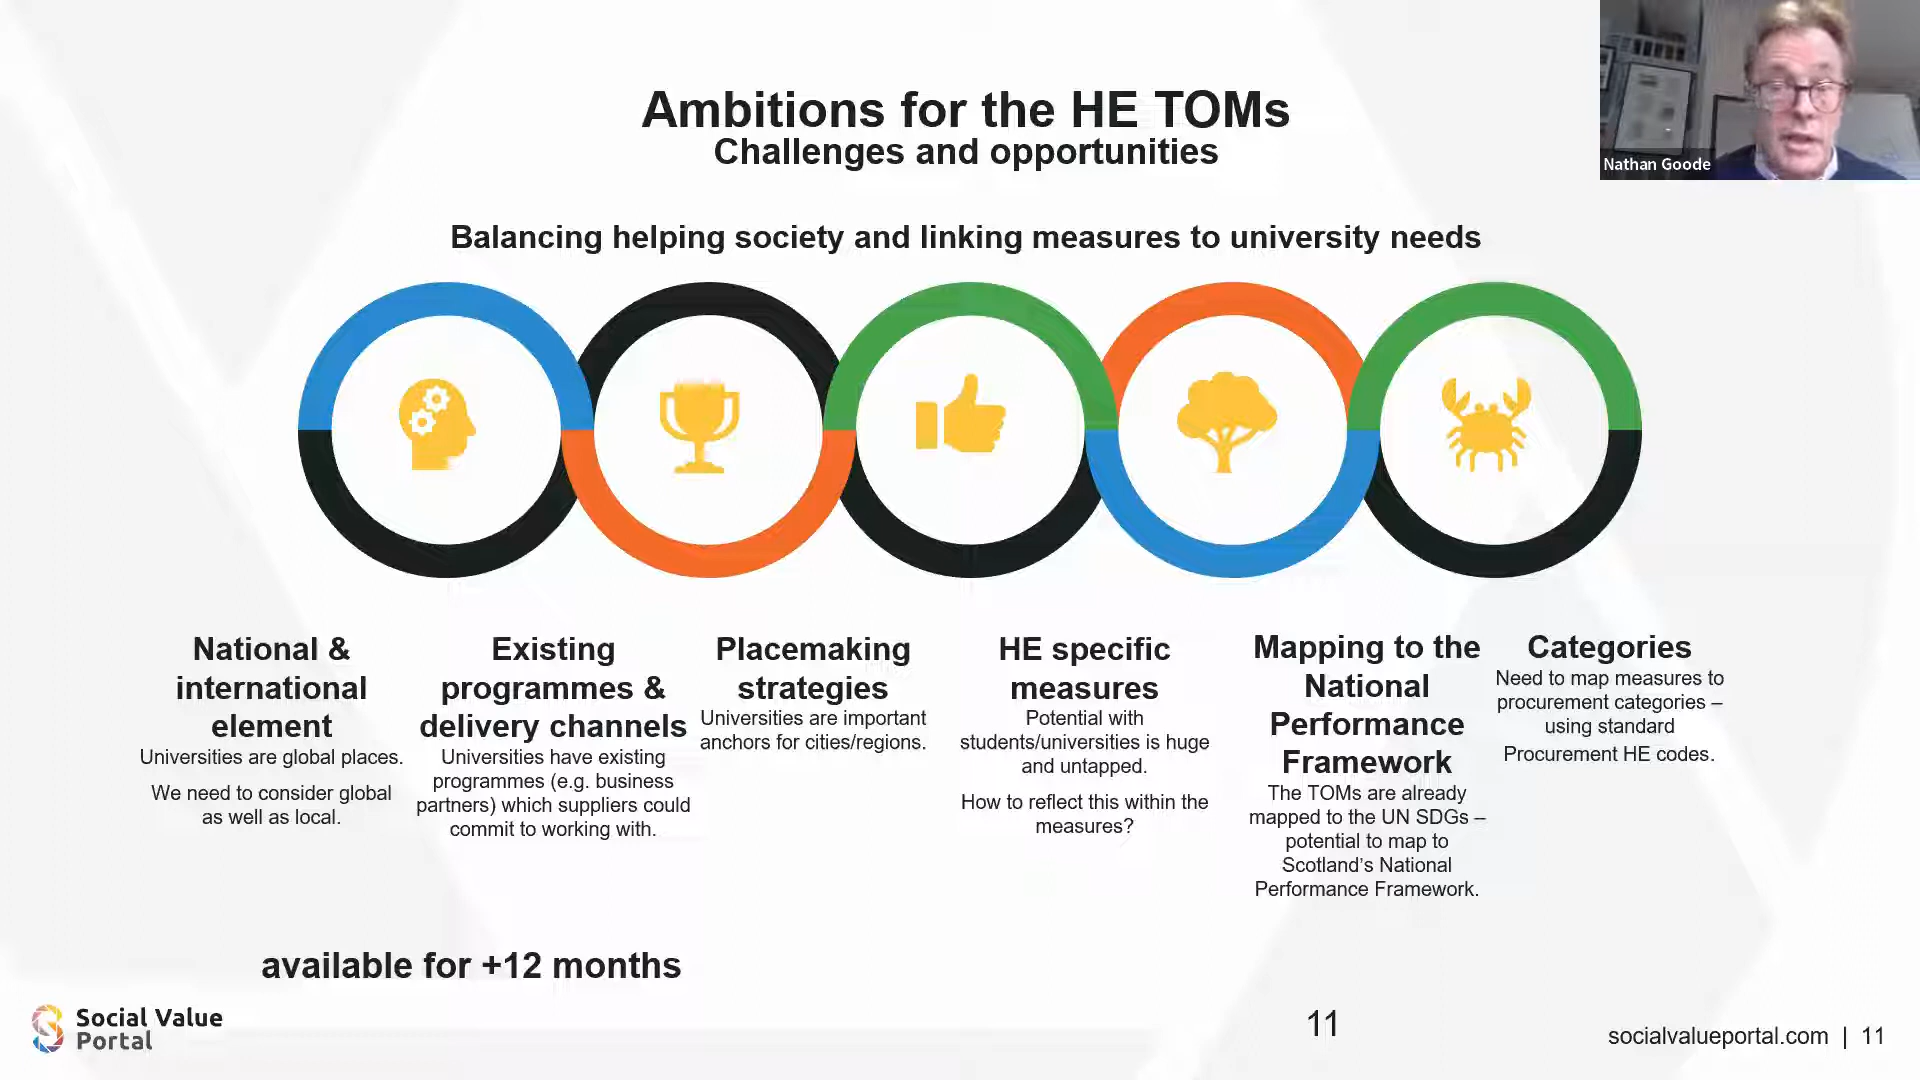 Ambitions for the HE TOMs
Challenges and opportunities
Nathan Goode
Balancing helping society and linking measures to university needs
National &
international
element
Universities are global places.
We need to consider global
as well as local.
Existing
programmes &
delivery channels
Universities have existing
programmes (e.g. business
partners) which suppliers could
commit to working with.
Placemaking
strategies
Universities are important
anchors for cities/regions.
HE specific
measures
Potential with
students/universities is huge
and untapped.
How to reflect this within the
measures?
Mapping to the
National
Performance
Framework
The TOMs are already
mapped to the UN SDGs –
potential to map to
Scotland’s National
Performance Framework.
Categories
Need to map measures to
procurement categories –
using standard
Procurement HE codes.
available for +12 months
Social Value
Portal
11
socialvalueportal.com | 11